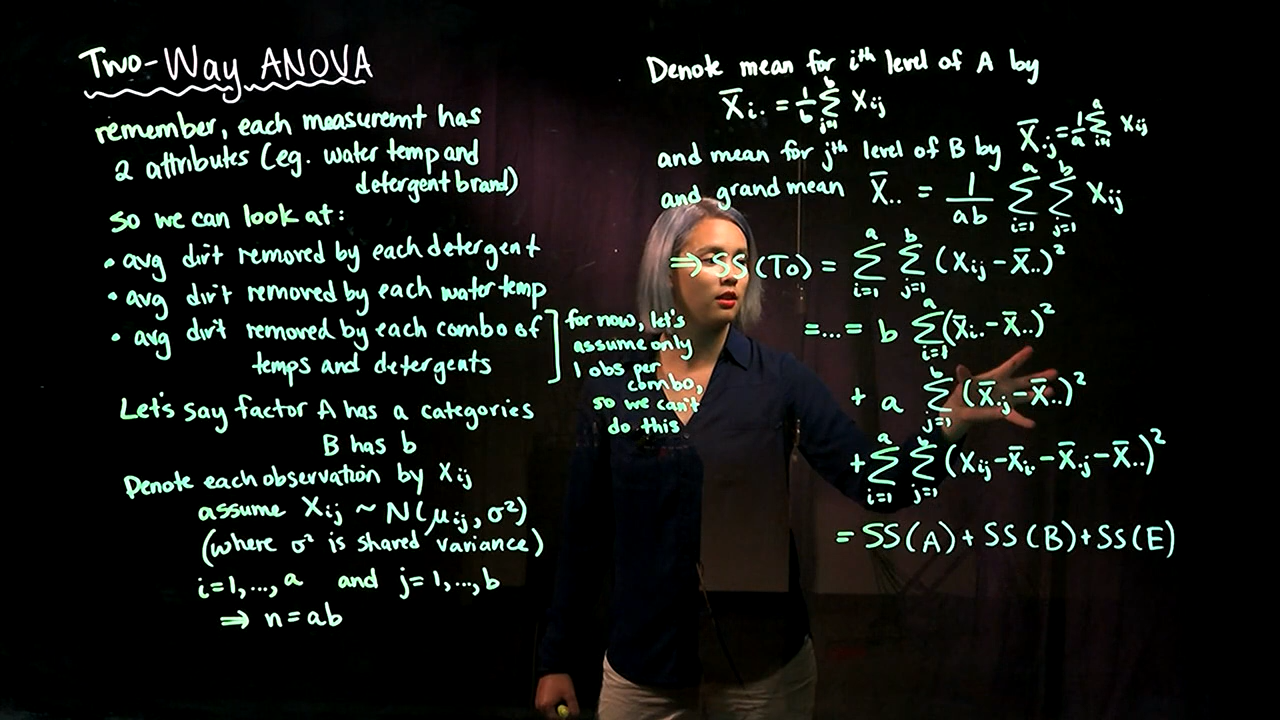 Two-Way ANOVA
remember, each measuremt has
2 attributes (eg. water temp and
detergent brand)
so we can look at:
• avg dirt removed by each detergent
• avg dirt removed by each water temp
• avg dirt removed by each combo of
temps and detergents
for now, let's
assume only
1 obs per
combo,
so we can't
do this
Let's say factor A has a categories
B has b
Denote each observation by Xij
assume Xij ~ N(μij, σ²)
(where σ² is shared variance)
i=1,...,a and j=1,...,b
⇒ n=ab
Denote mean for iᵗʰ level of A by
X̄i. = 1/b Σ_{j=1}^{b} Xij
and mean for jᵗʰ level of B by X̄.j = 1/a Σ_{i=1}^{a} Xij
and grand mean X̄.. = 1/ab Σ_{i=1}^{a} Σ_{j=1}^{b} Xij
⇒ SS(To) = Σ_{i=1}^{a} Σ_{j=1}^{b} (Xij - X̄..)²
=...= b Σ_{i=1}^{a} (X̄i. - X̄..)²
+ a Σ_{j=1}^{b} (X̄.j - X̄..)²
+ Σ_{i=1}^{a} Σ_{j=1}^{b} (Xij - X̄i. - X̄.j - X̄..)²
= SS(A) + SS(B) + SS(E)